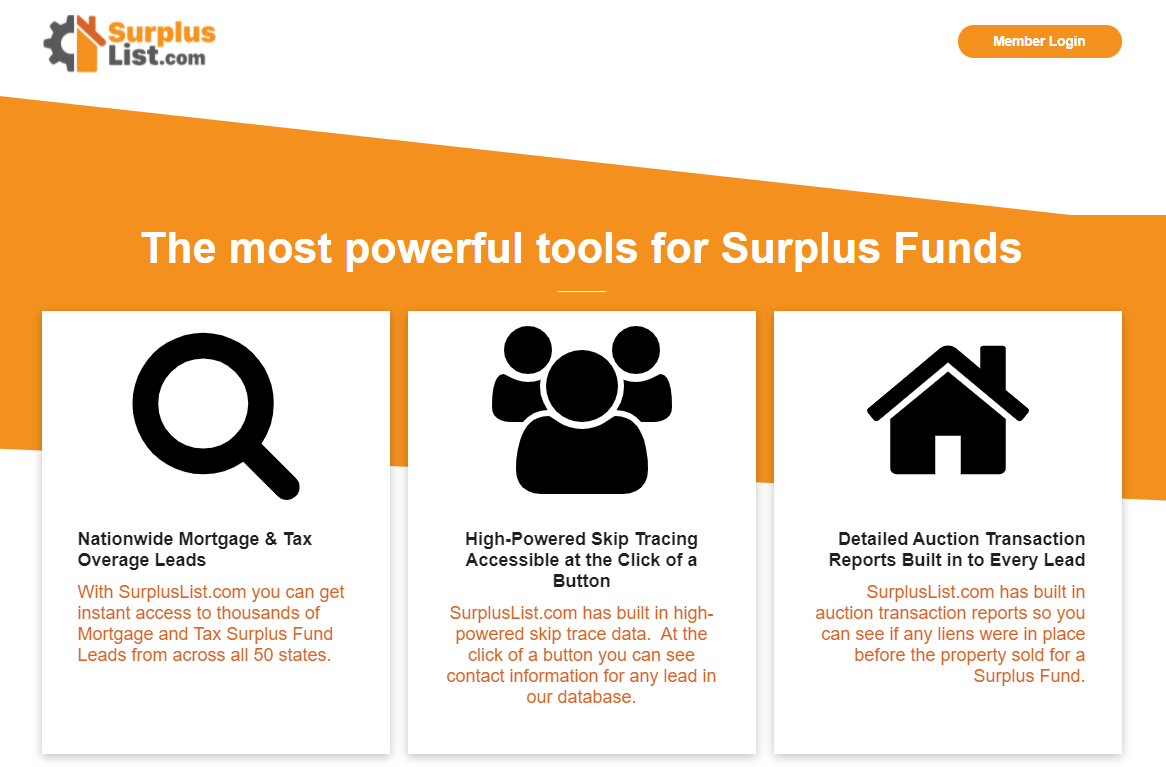 Surplus
List.com
Member Login
The most powerful tools for Surplus Funds
Nationwide Mortgage & Tax
Overage Leads
With SurplusList.com you can get
instant access to thousands of
Mortgage and Tax Surplus Fund
Leads from across all 50 states.
High-Powered Skip Tracing
Accessible at the Click of a
Button
SurplusList.com has built in high-
powered skip trace data.  At the
click of a button you can see
contact information for any lead in
our database.
Detailed Auction Transaction
Reports Built in to Every Lead
SurplusList.com has built in
auction transaction reports so you
can see if any liens were in place
before the property sold for a
Surplus Fund.